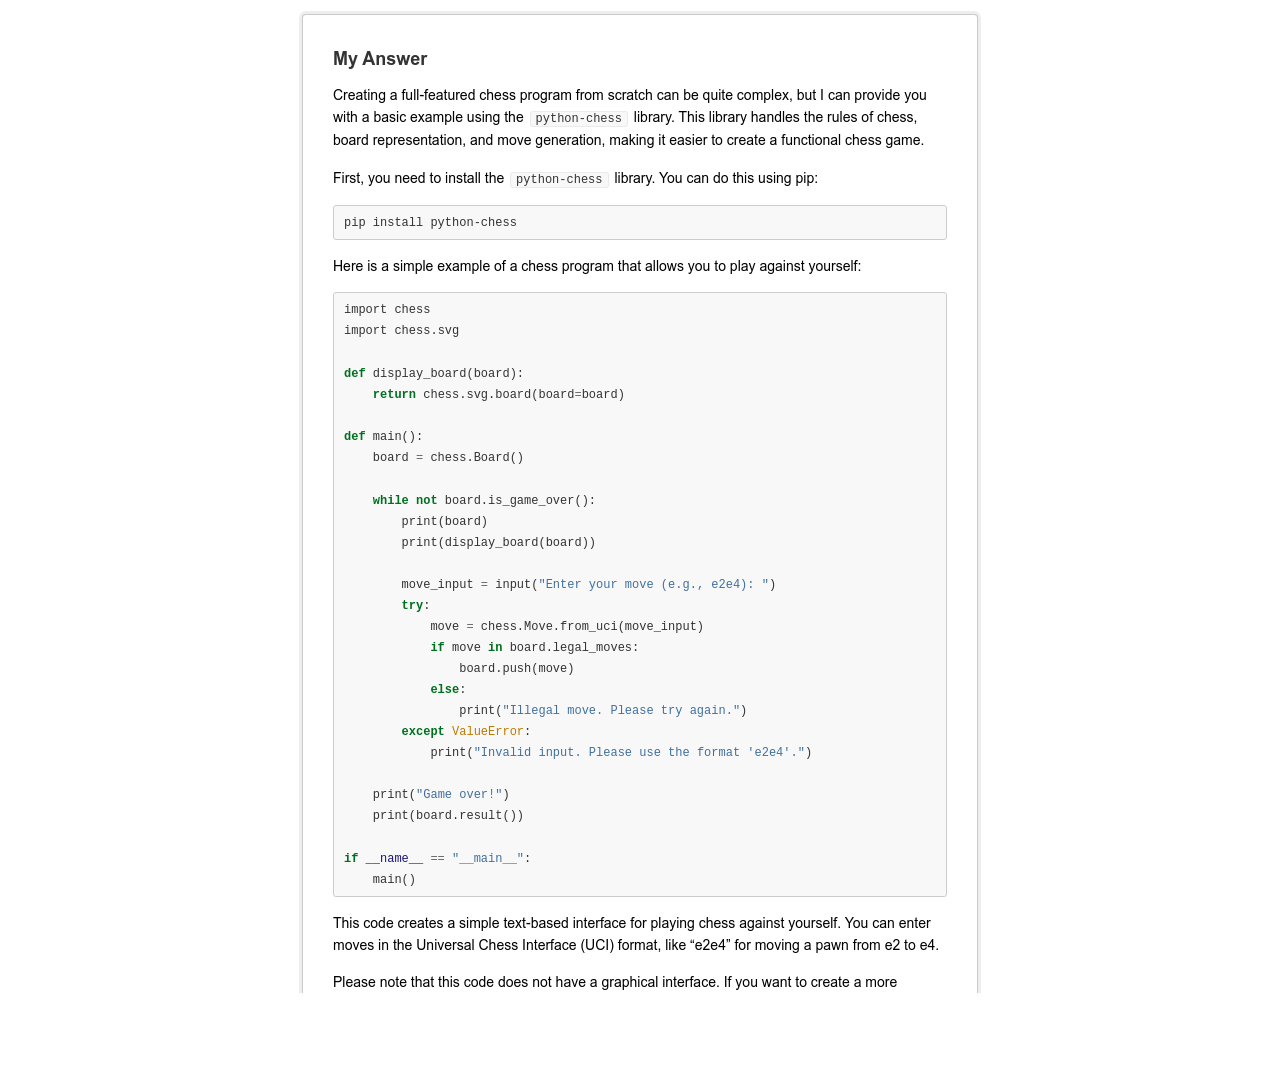 My Answer
Creating a full-featured chess program from scratch can be quite complex, but I can provide you
with a basic example using the python-chess library. This library handles the rules of chess,
board representation, and move generation, making it easier to create a functional chess game.
First, you need to install the python-chess library. You can do this using pip:
pip install python-chess
Here is a simple example of a chess program that allows you to play against yourself:
import chess
import chess.svg
def display_board(board):
    return chess.svg.board(board=board)
def main():
    board = chess.Board()
    while not board.is_game_over():
        print(board)
        print(display_board(board))
        move_input = input("Enter your move (e.g., e2e4): ")
        try:
            move = chess.Move.from_uci(move_input)
            if move in board.legal_moves:
                board.push(move)
            else:
                print("Illegal move. Please try again.")
        except ValueError:
            print("Invalid input. Please use the format 'e2e4'.")
    print("Game over!")
    print(board.result())
if __name__ == "__main__":
    main()
This code creates a simple text-based interface for playing chess against yourself. You can enter
moves in the Universal Chess Interface (UCI) format, like “e2e4” for moving a pawn from e2 to e4.
Please note that this code does not have a graphical interface. If you want to create a more